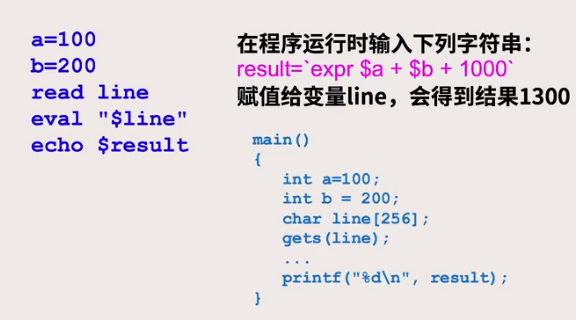 a=100
b=200
read line
eval "$line"
echo $result
在程序运行时输入下列字符串：
result=`expr $a + $b + 1000`
赋值给变量line，会得到结果1300
main()
{
int a=100;
int b = 200;
char line[256];
gets(line);
...
printf("%d\n", result);
}